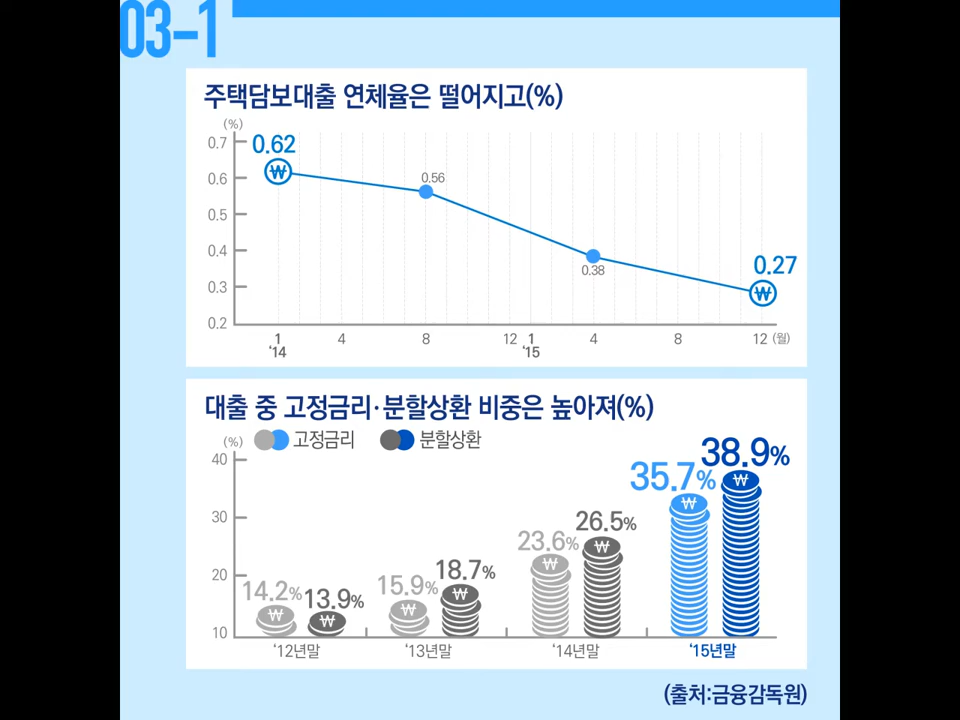 03-1
주택담보대출 연체율은 떨어지고(%)
(%)
0.7
0.6
0.5
0.4
0.3
0.2
0.62
0.56
0.38
0.27
1 4 8 12 1 4 8 12 (월)
'14 '15
대출 중 고정금리·분할상환 비중은 높아져(%)
(%) 고정금리 분할상환
40
30
20
10
14.2% 13.9% 15.9% 18.7% 23.6% 26.5% 35.7% 38.9%
'12년말 '13년말 '14년말 '15년말
(출처:금융감독원)